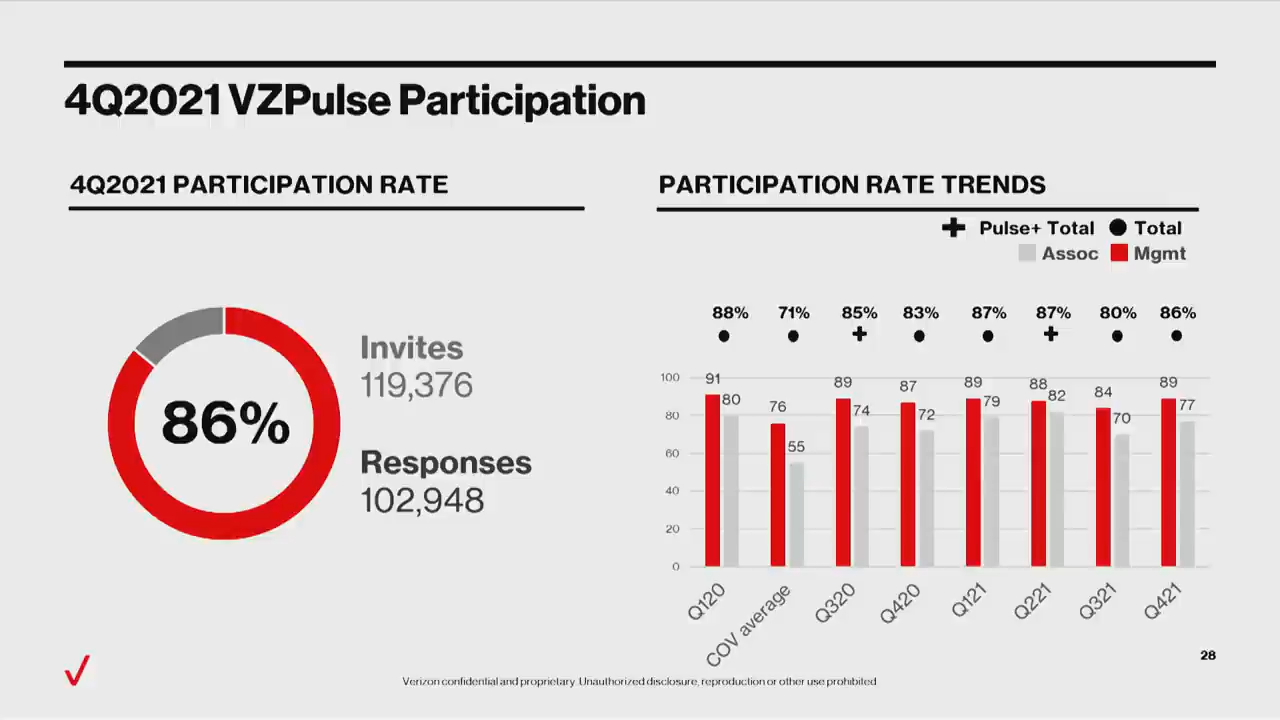 4Q2021 VZPulse Participation
4Q2021 PARTICIPATION RATE
86%
Invites
119,376
Responses
102,948
PARTICIPATION RATE TRENDS
Pulse+ Total Total
Assoc Mgmt
88% 71% 85% 83% 87% 87% 80% 86%
100
80
60
40
20
0
91 80 76 55 89 74 87 72 89 79 88 82 84 70 89 77
Q120 COV average Q320 Q420 Q121 Q221 Q321 Q421
28
Verizon confidential and proprietary. Unauthorized disclosure, reproduction or other use prohibited